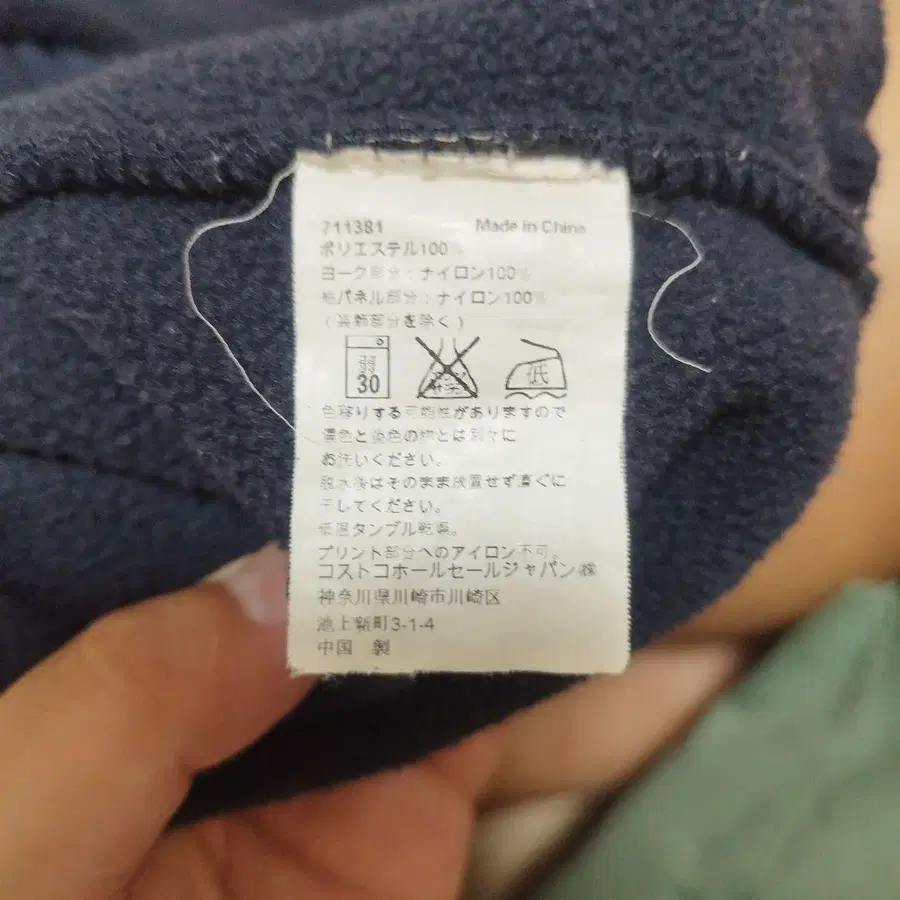 711381 Made in China
ポリエステル100%
ヨーク部分：ナイロン100%
袖パネル部分：ナイロン100%
(装飾部分を除く)
弱
30
低
色移りする可能性がありますので
濃色と淡色の物とは別々に
お洗いください。
脱水後はそのまま放置せず直ぐに
干してください。
低温タンブル乾燥。
プリント部分へのアイロン不可。
コストコホールセールジャパン㈱
神奈川県川崎市川崎区
池上新町3-1-4
中国 製